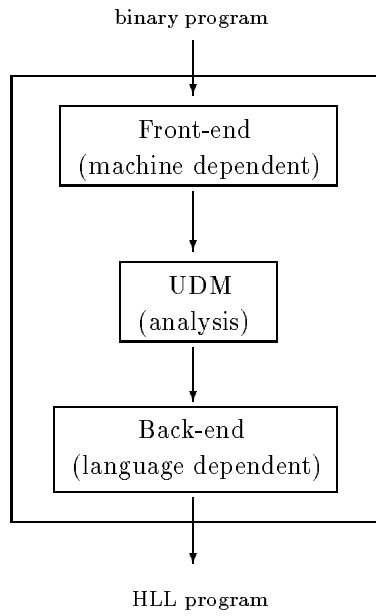 binary program
Front-end
(machine dependent)
UDM
(analysis)
Back-end
(language dependent)
HLL program